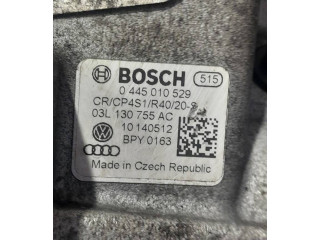 BOSCH 515
0 445 010 529
CR/CP4S1/R40/20-S
03L 130 755 AC
10140512
BPY 0163
Made in Czech Republic